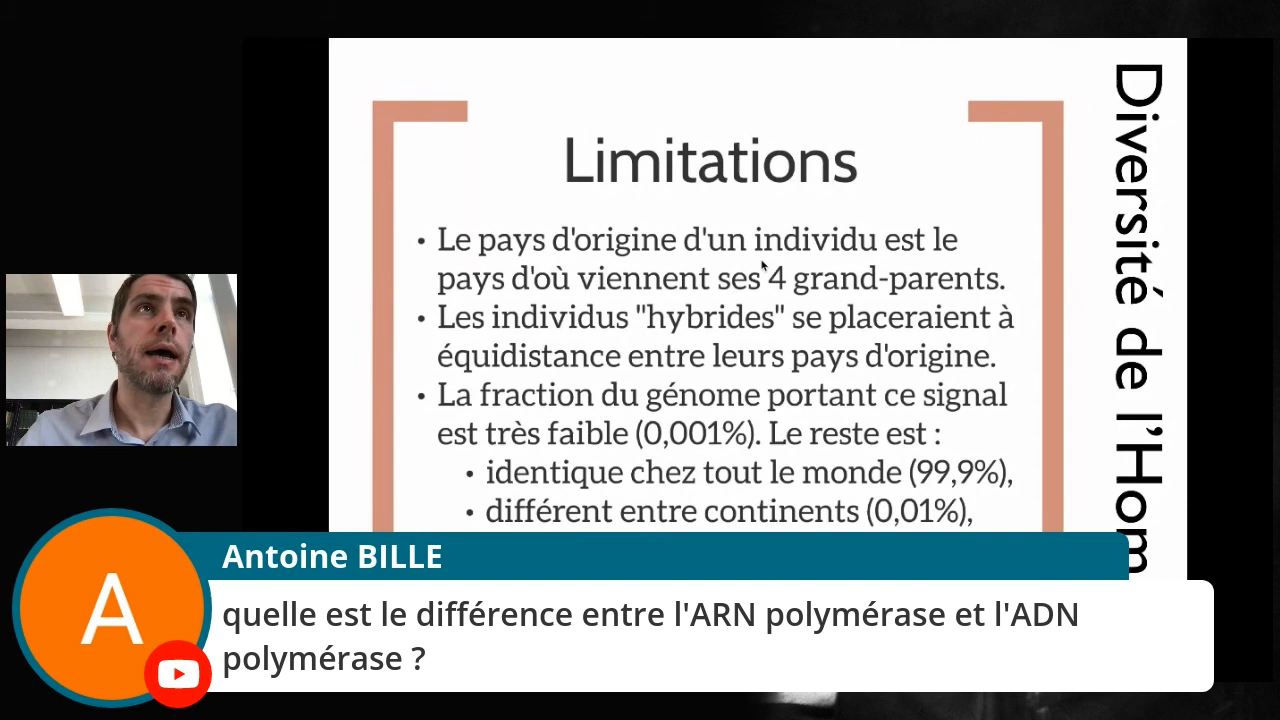 Limitations
• Le pays d'origine d'un individu est le
pays d'où viennent ses 4 grand-parents.
• Les individus "hybrides" se placeraient à
équidistance entre leurs pays d'origine.
• La fraction du génome portant ce signal
est très faible (0,001%). Le reste est :
• identique chez tout le monde (99,9%),
• différent entre continents (0,01%),
Diversité de l'Hom
A
Antoine BILLE
quelle est le différence entre l'ARN polymérase et l'ADN
polymérase ?